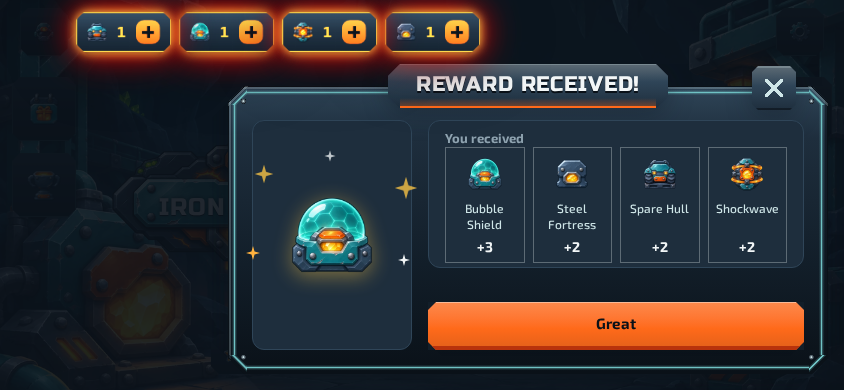 1 1 1 1
REWARD RECEIVED!
IRON
You received
Bubble
Shield
+3
Steel
Fortress
+2
Spare Hull
+2
Shockwave
+2
Great